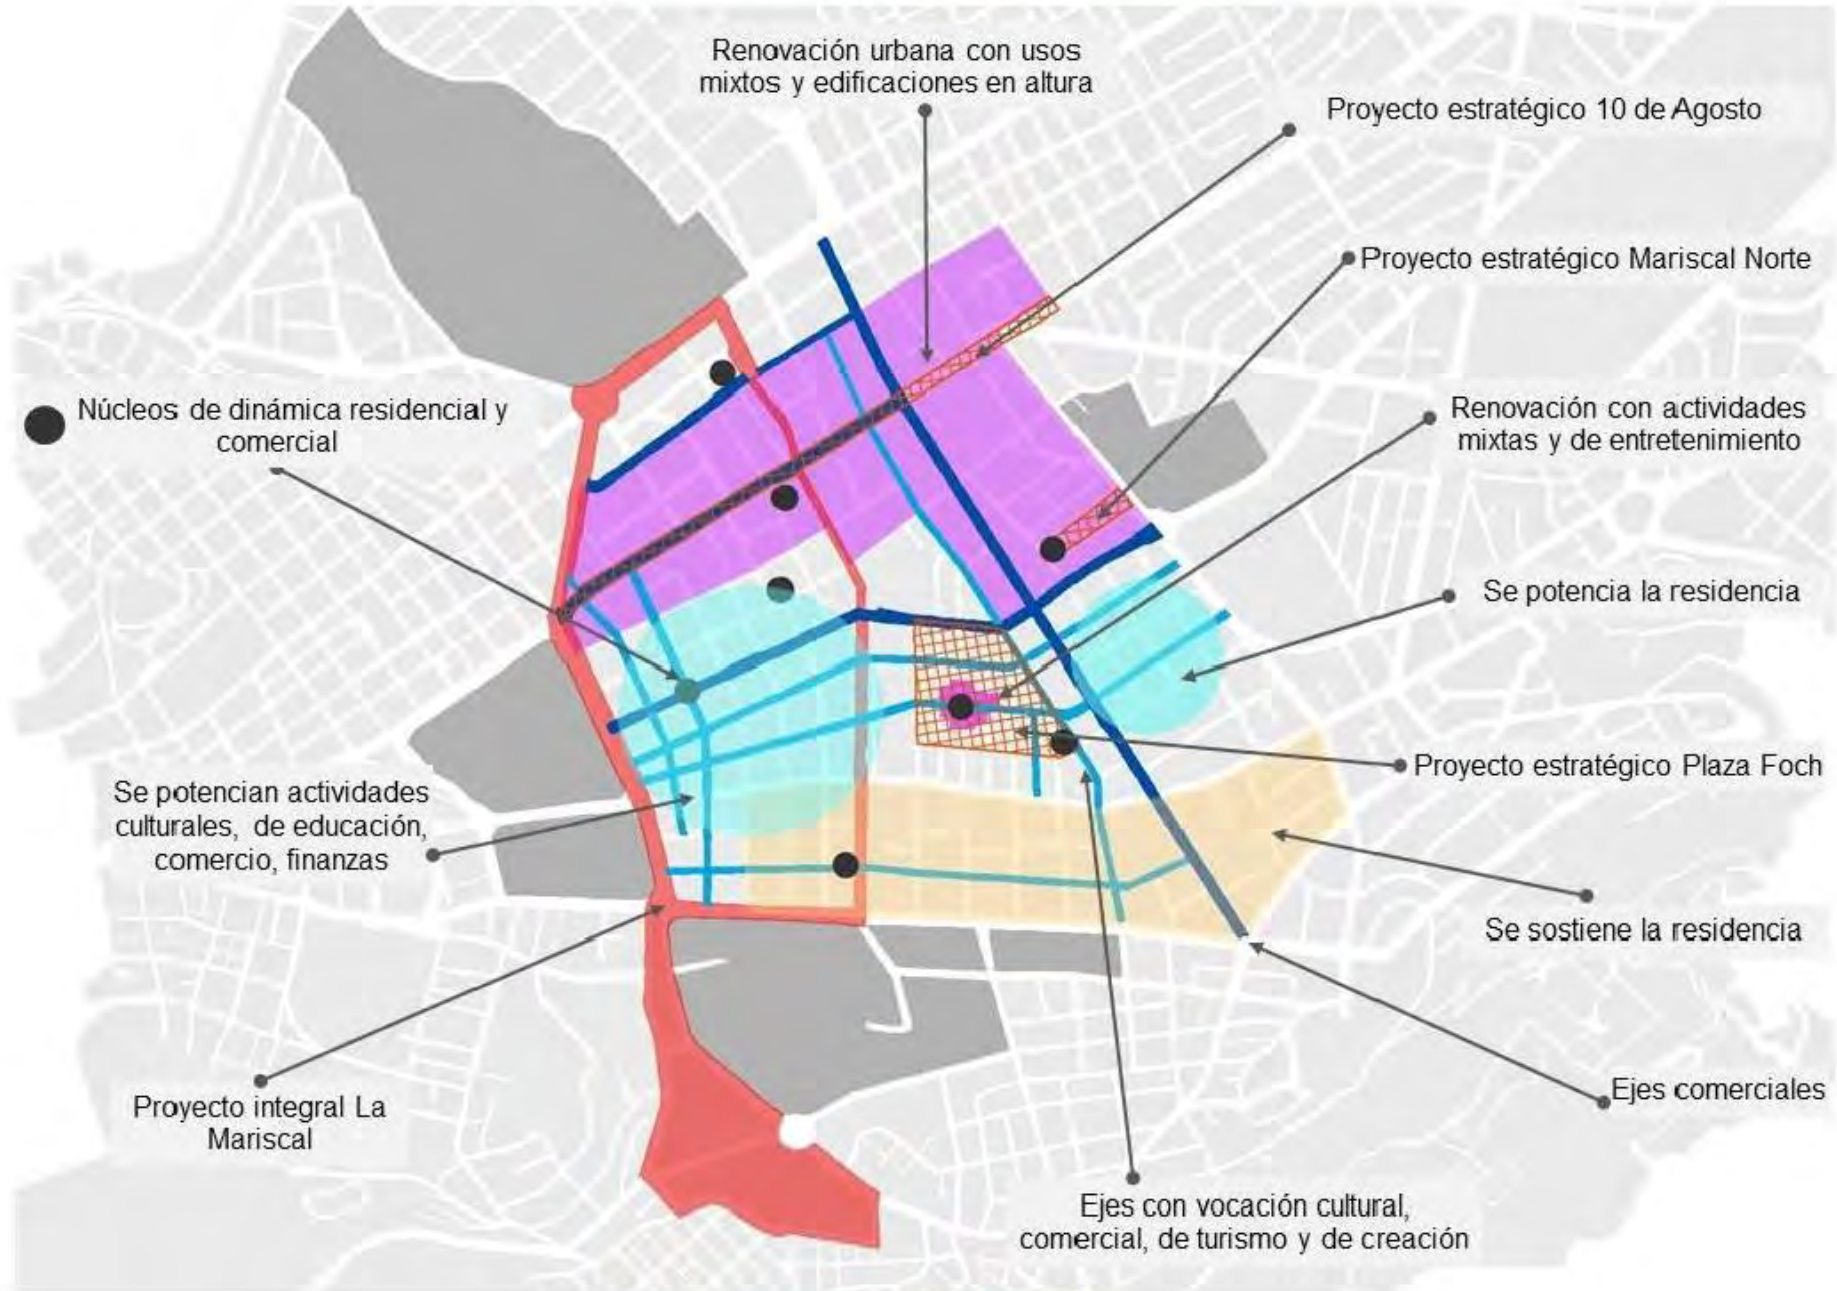 Renovación urbana con usos
mixtos y edificaciones en altura
Proyecto estratégico 10 de Agosto
Proyecto estratégico Mariscal Norte
Núcleos de dinámica residencial y
comercial
Renovación con actividades
mixtas y de entretenimiento
Se potencia la residencia
Proyecto estratégico Plaza Foch
Se potencian actividades
culturales, de educación,
comercio, finanzas
Se sostiene la residencia
Proyecto integral La
Mariscal
Ejes comerciales
Ejes con vocación cultural,
comercial, de turismo y de creación